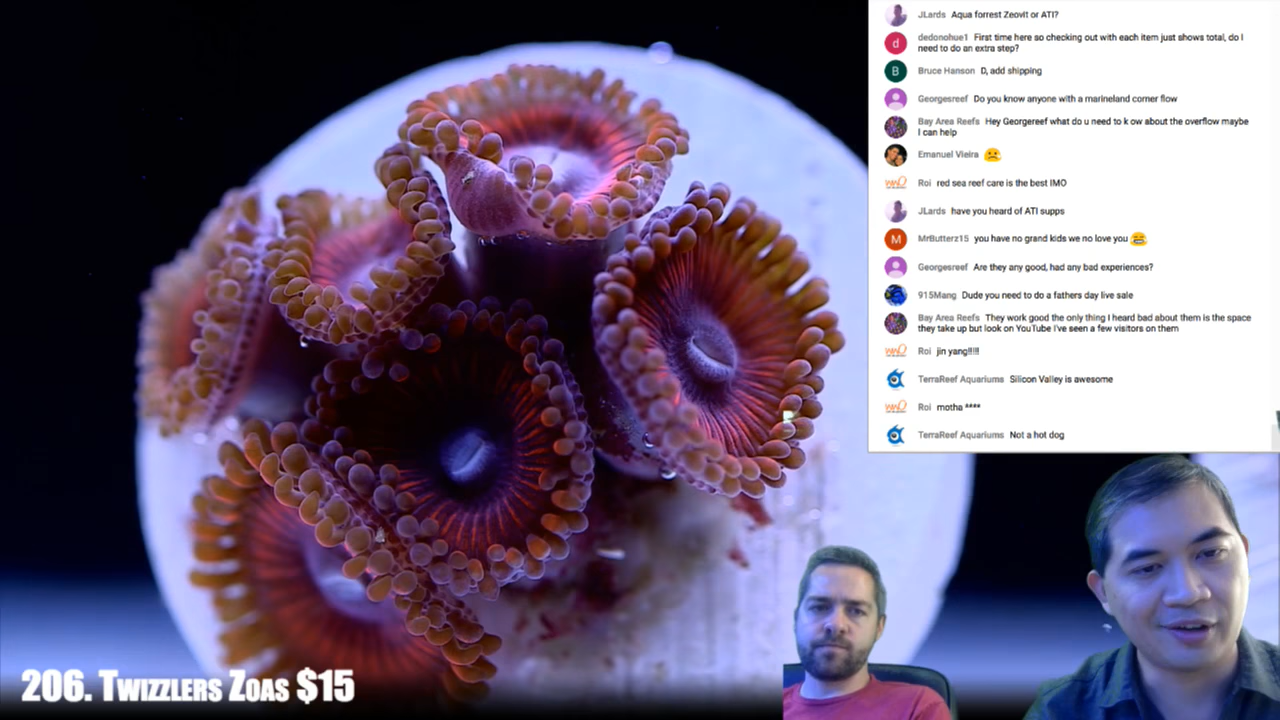 JLards Aqua forrest Zeovit or ATI?
dedonohue1 First time here so checking out with each item just shows total, do I
need to do an extra step?
Bruce Hanson D, add shipping
Georgesreef Do you know anyone with a marineland corner flow
Bay Area Reefs Hey Georgereef what do u need to k ow about the overflow maybe
I can help
Emanuel Vieira
Roi red sea reef care is the best IMO
JLards have you heard of ATI supps
MrButterz15 you have no grand kids we no love you
Georgesreef Are they any good, had any bad experiences?
915Mang Dude you need to do a fathers day live sale
Bay Area Reefs They work good the only thing I heard bad about them is the space
they take up but look on YouTube I've seen a few visitors on them
Roi jin yang!!!!!
TerraReef Aquariums Silicon Valley is awesome
Roi motha ****
TerraReef Aquariums Not a hot dog
206. Twizzlers Zoas $15